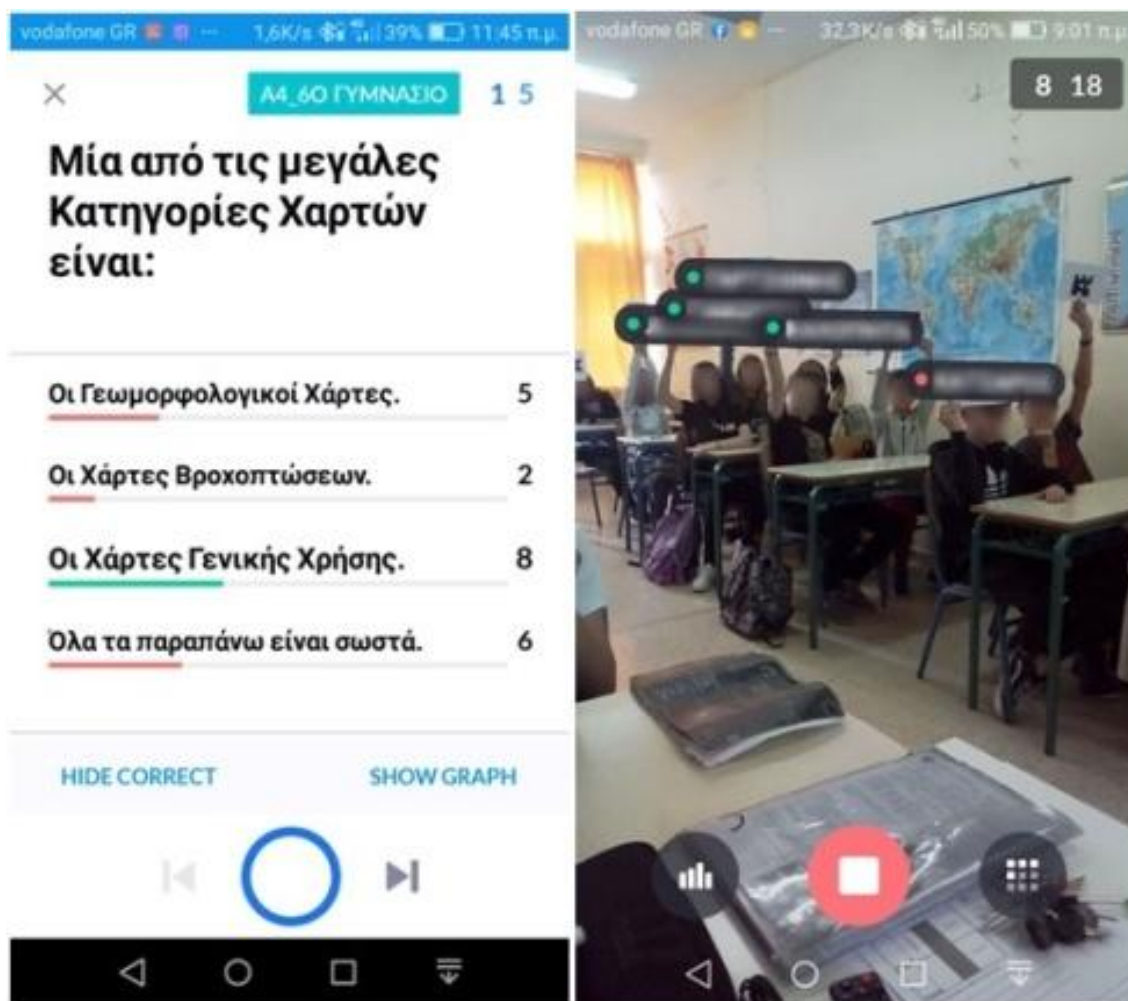 vodafone GR
1,6K/s
39%
11:45 π.μ.
Α4_6Ο ΓΥΜΝΑΣΙΟ
1 5
Μία από τις μεγάλες
Κατηγορίες Χαρτών
είναι:
Οι Γεωμορφολογικοί Χάρτες. 5
Οι Χάρτες Βροχοπτώσεων. 2
Οι Χάρτες Γενικής Χρήσης. 8
Όλα τα παραπάνω είναι σωστά. 6
HIDE CORRECT
SHOW GRAPH
vodafone GR
32,3K/s
50%
9:01 π.μ.
8 18